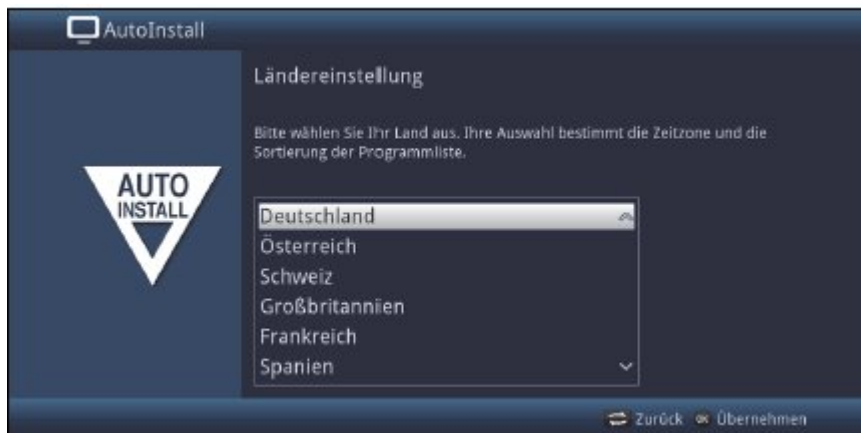 AutoInstall
Ländereinstellung
Bitte wählen Sie Ihr Land aus. Ihre Auswahl bestimmt die Zeitzone und die
Sortierung der Programmliste.
AUTO
INSTALL
Deutschland
Österreich
Schweiz
Großbritannien
Frankreich
Spanien
Zurück OK Übernehmen